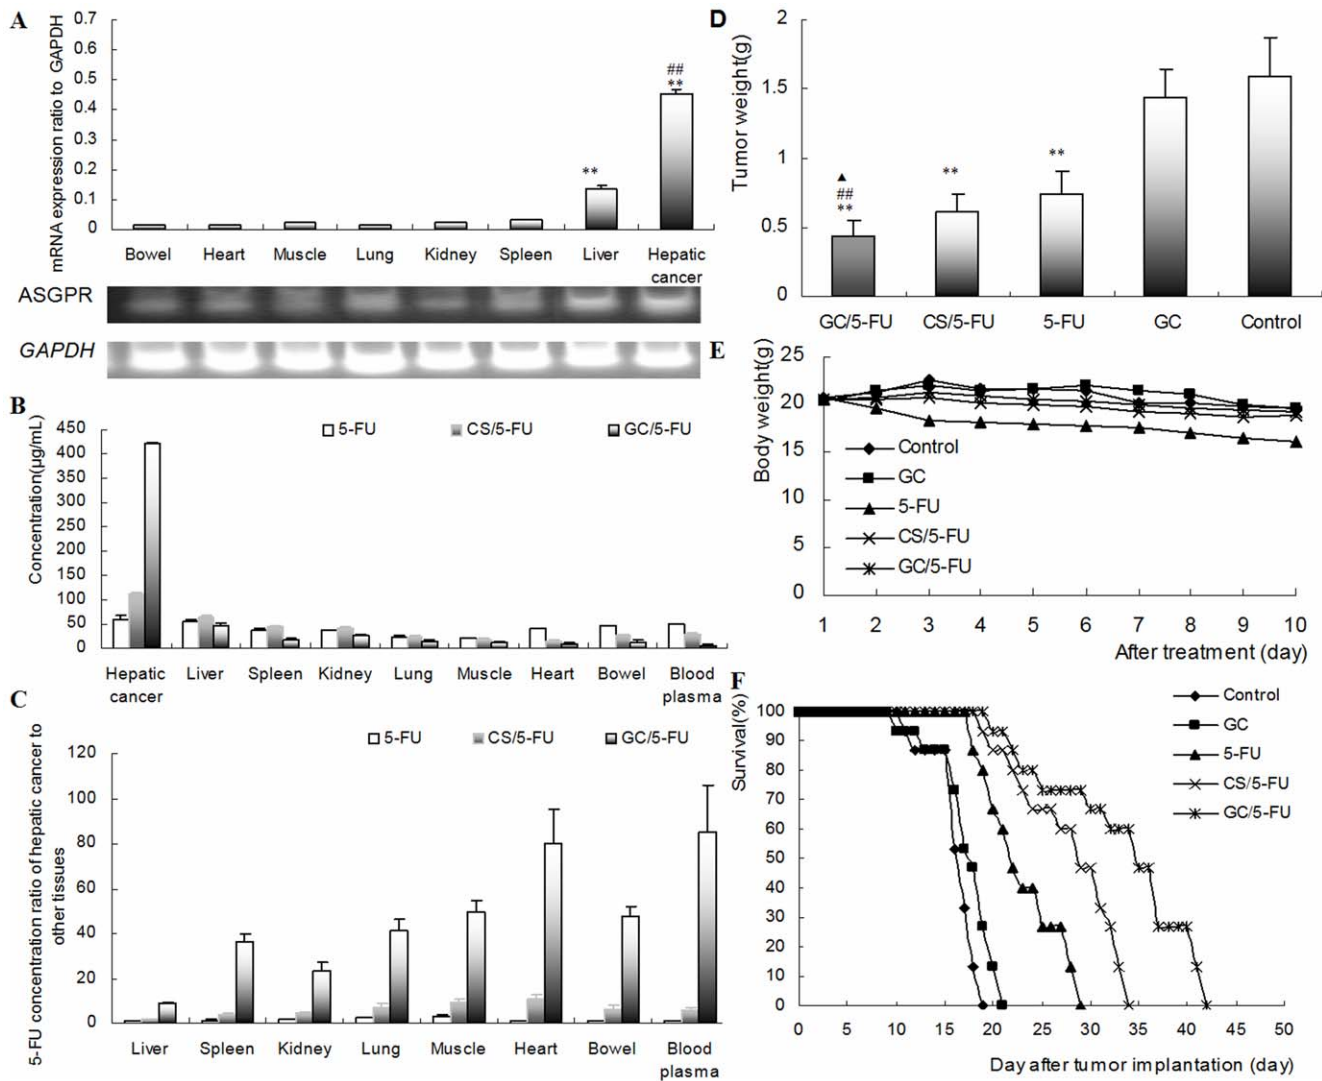 A
mRNA expression ratio to GAPDH
0.7
0.6
0.5
0.4
0.3
0.2
0.1
0
**
##
**
Bowel Heart Muscle Lung Kidney Spleen Liver Hepatic
cancer
ASGPR
GAPDH
B
Concentration(μg/mL)
5-FU CS/5-FU GC/5-FU
450
400
350
300
250
200
150
100
50
0
Hepatic Liver Spleen Kidney Lung Muscle Heart Bowel Blood
cancer plasma
C
5-FU concentration ratio of hepatic cancer to
other tissues
5-FU CS/5-FU GC/5-FU
120
100
80
60
40
20
0
Liver Spleen Kidney Lung Muscle Heart Bowel Blood
plasma
D
Tumor weight(g)
2
1.5
1
0.5
0
▲
##
**
**
**
GC/5-FU CS/5-FU 5-FU GC Control
E
Body weight(g)
25
20
15
10
5
0
Control
GC
5-FU
CS/5-FU
GC/5-FU
1 2 3 4 5 6 7 8 9 10
After treatment (day)
F
Survival(%)
Control
GC
5-FU
CS/5-FU
GC/5-FU
100
90
80
70
60
50
40
30
20
10
0
0 5 10 15 20 25 30 35 40 45 50
Day after tumor implantation (day)